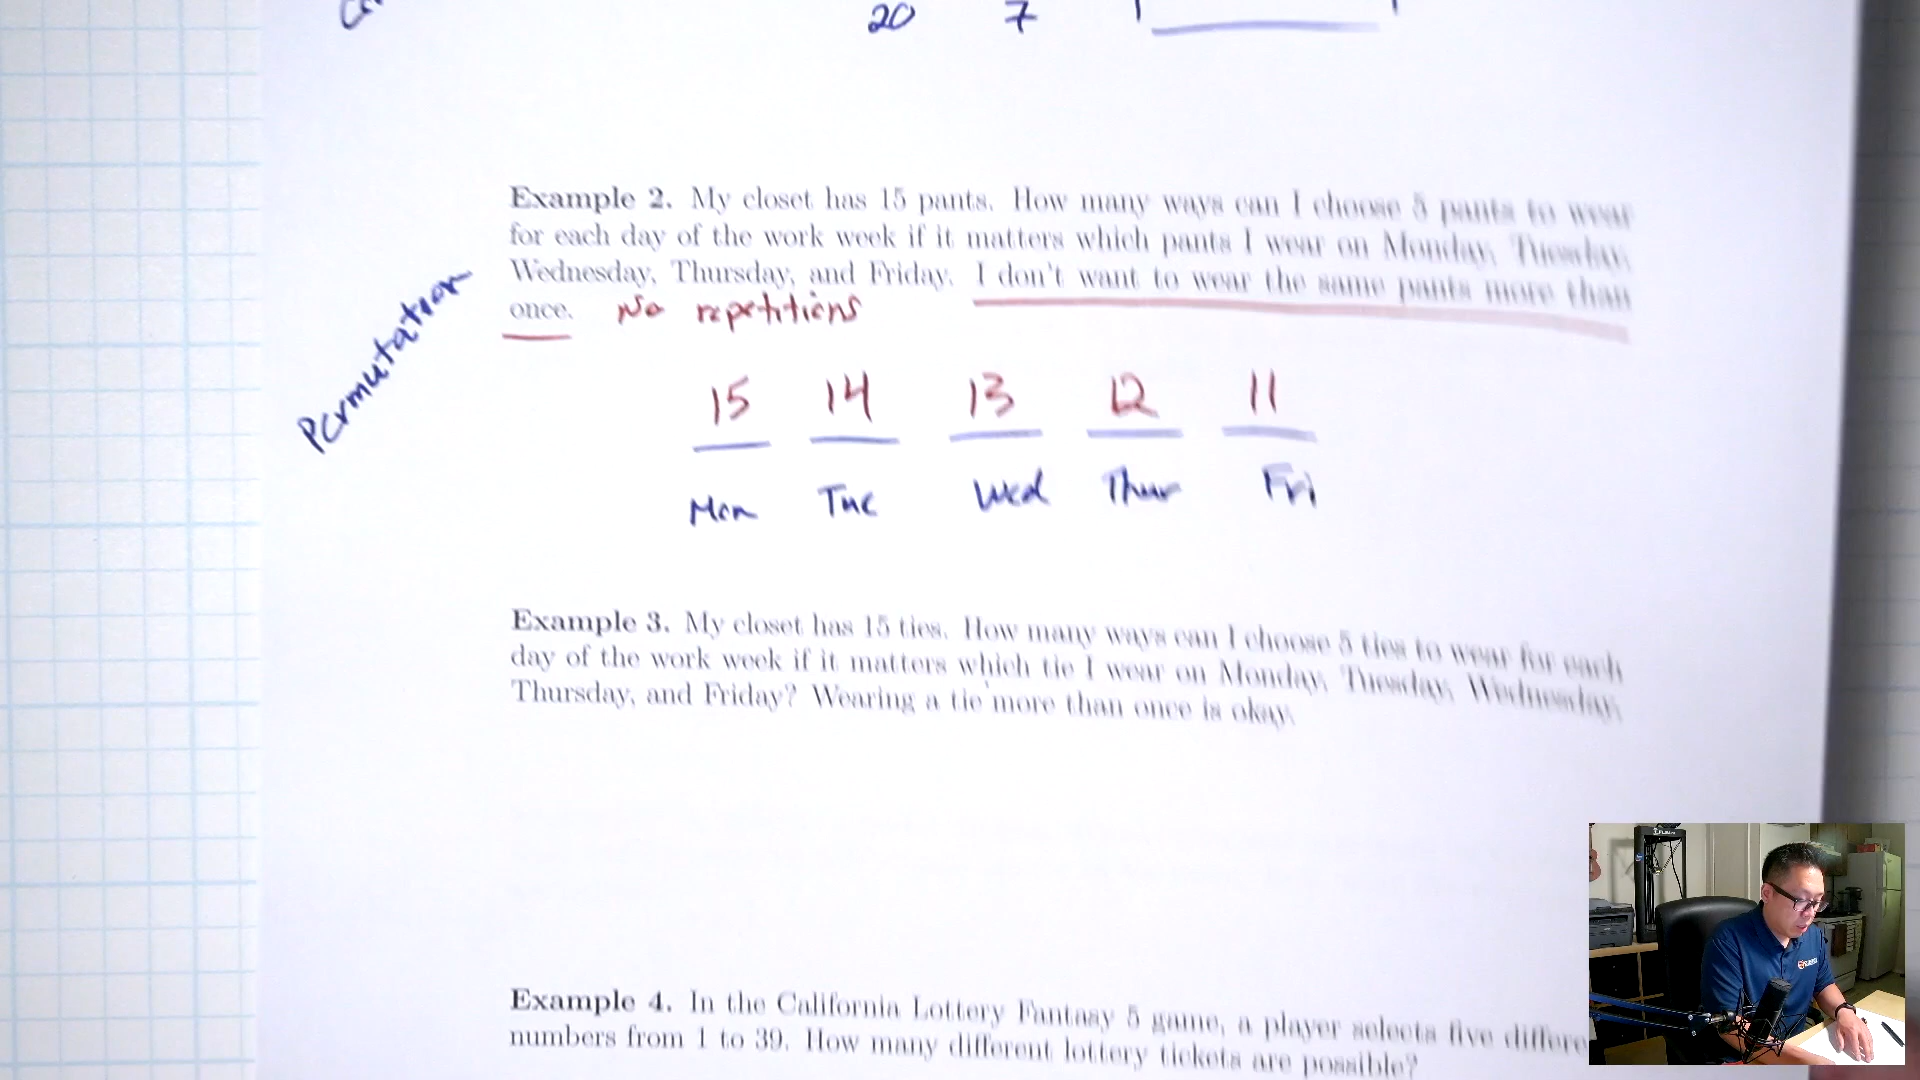 20 7
Example 2. My closet has 15 pants. How many ways can I choose 5 pants to wear
for each day of the work week if it matters which pants I wear on Monday, Tuesday,
Wednesday, Thursday, and Friday. I don't want to wear the same pants more than
once. No repetitions
Permutation
15 14 13 12 11
Mon Tue Wed Thur Fri
Example 3. My closet has 15 ties. How many ways can I choose 5 ties to wear for each
day of the work week if it matters which tie I wear on Monday, Tuesday, Wednesday,
Thursday, and Friday? Wearing a tie more than once is okay.
Example 4. In the California Lottery Fantasy 5 game, a player selects five differe
numbers from 1 to 39. How many different lottery tickets are possible?